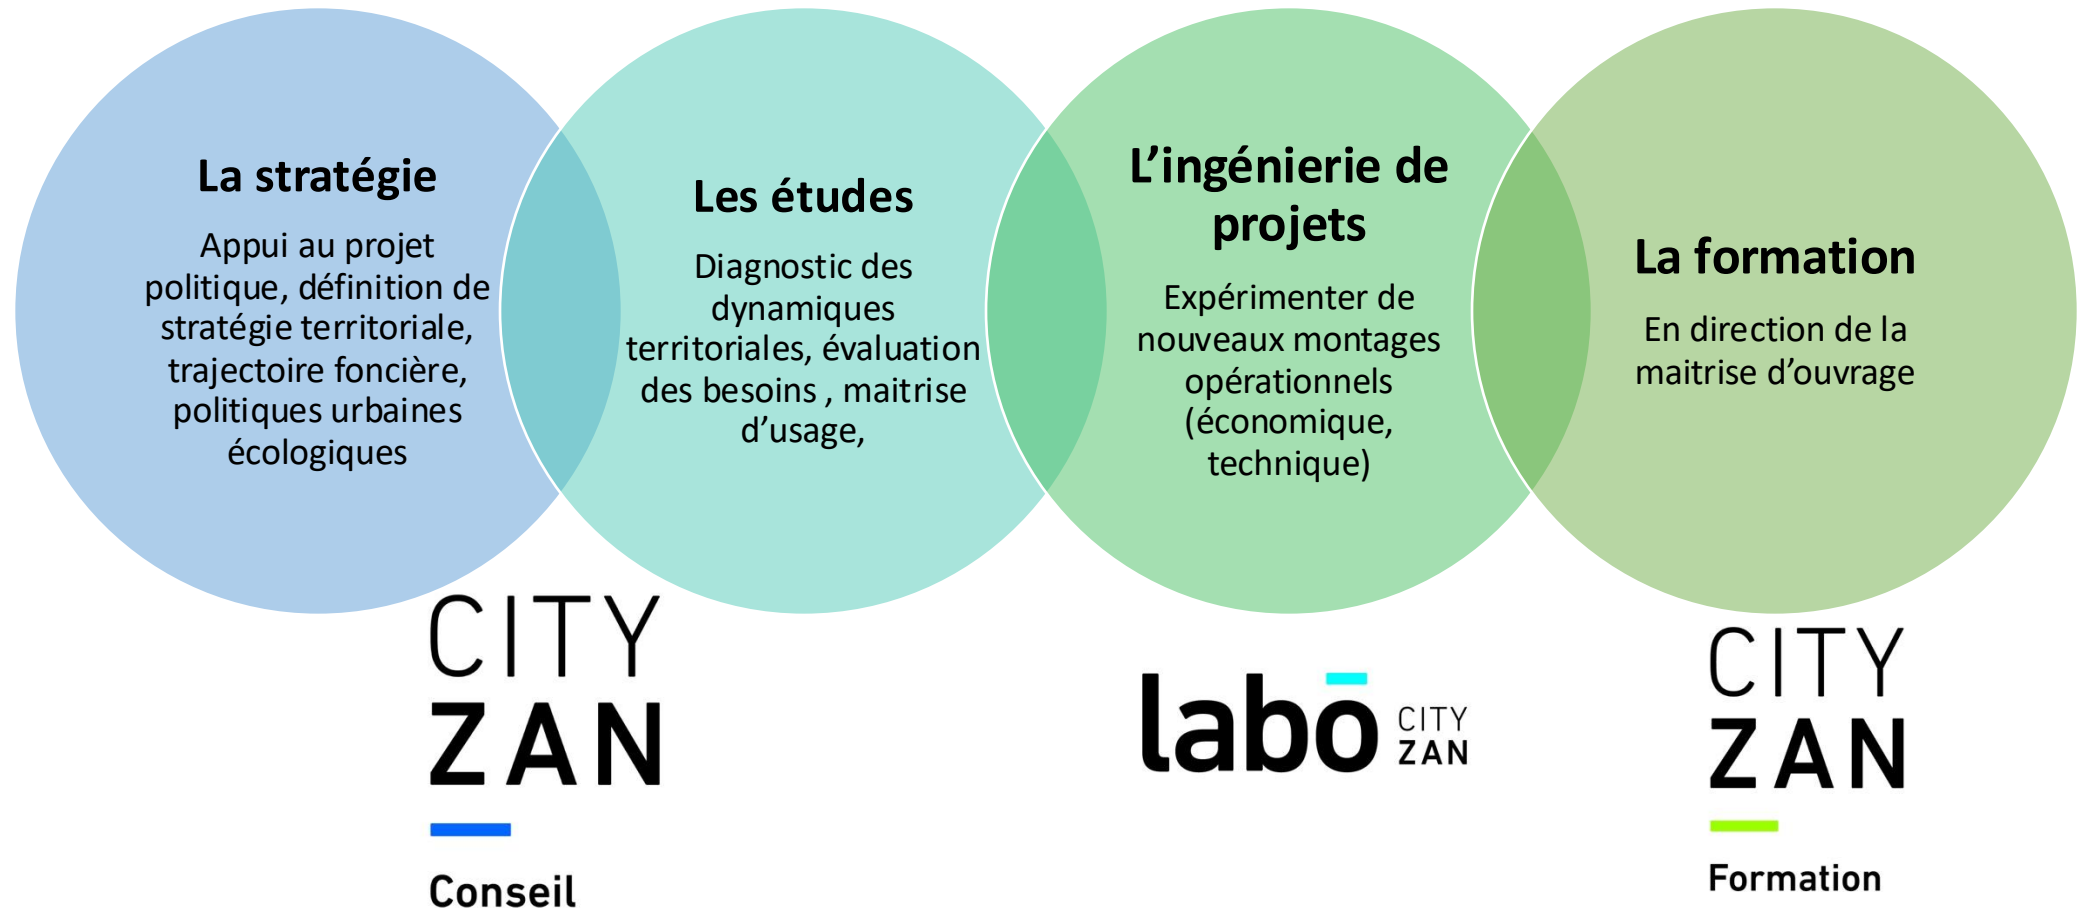 La stratégie
Appui au projet
politique, définition de
stratégie territoriale,
trajectoire foncière,
politiques urbaines
écologiques
Les études
Diagnostic des
dynamiques
territoriales, évaluation
des besoins , maitrise
d’usage,
L’ingénierie de
projets
Expérimenter de
nouveaux montages
opérationnels
(économique,
technique)
La formation
En direction de la
maitrise d’ouvrage
CITY
ZAN
Conseil
labo
CITY
ZAN
CITY
ZAN
Formation